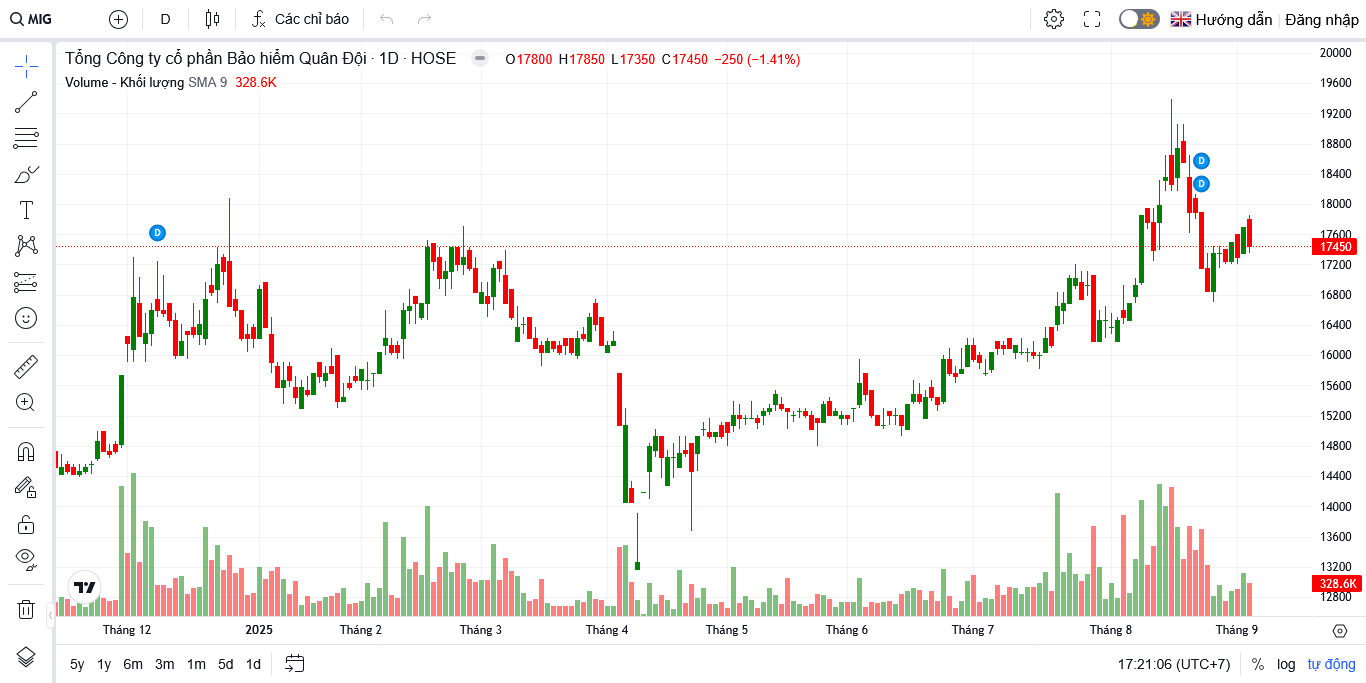 MIG D Các chỉ báo Hướng dẫn Đăng nhập
Tổng Công ty cổ phần Bảo hiểm Quân Đội · 1D · HOSE O17800 H17850 L17350 C17450 −250 (−1.41%)
Volume - Khối lượng SMA 9 328.6K
20000
19600
19200
18800
18400
18000
17600
17450
17200
16800
16400
16000
15600
15200
14800
14400
14000
13600
13200
328.6K
12800
D
D
D
Tháng 12 2025 Tháng 2 Tháng 3 Tháng 4 Tháng 5 Tháng 6 Tháng 7 Tháng 8 Tháng 9
5y 1y 6m 3m 1m 5d 1d 17:21:06 (UTC+7) % log tự động